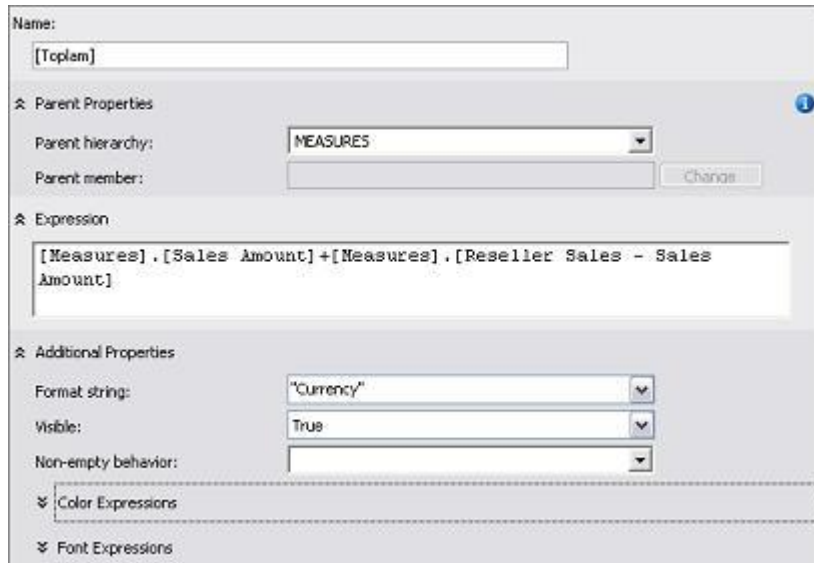 Name:
[Toplam]
Parent Properties
Parent hierarchy: MEASURES
Parent member: Change
Expression
[Measures].[Sales Amount]+[Measures].[Reseller Sales - Sales
Amount]
Additional Properties
Format string: "Currency"
Visible: True
Non-empty behavior:
Color Expressions
Font Expressions